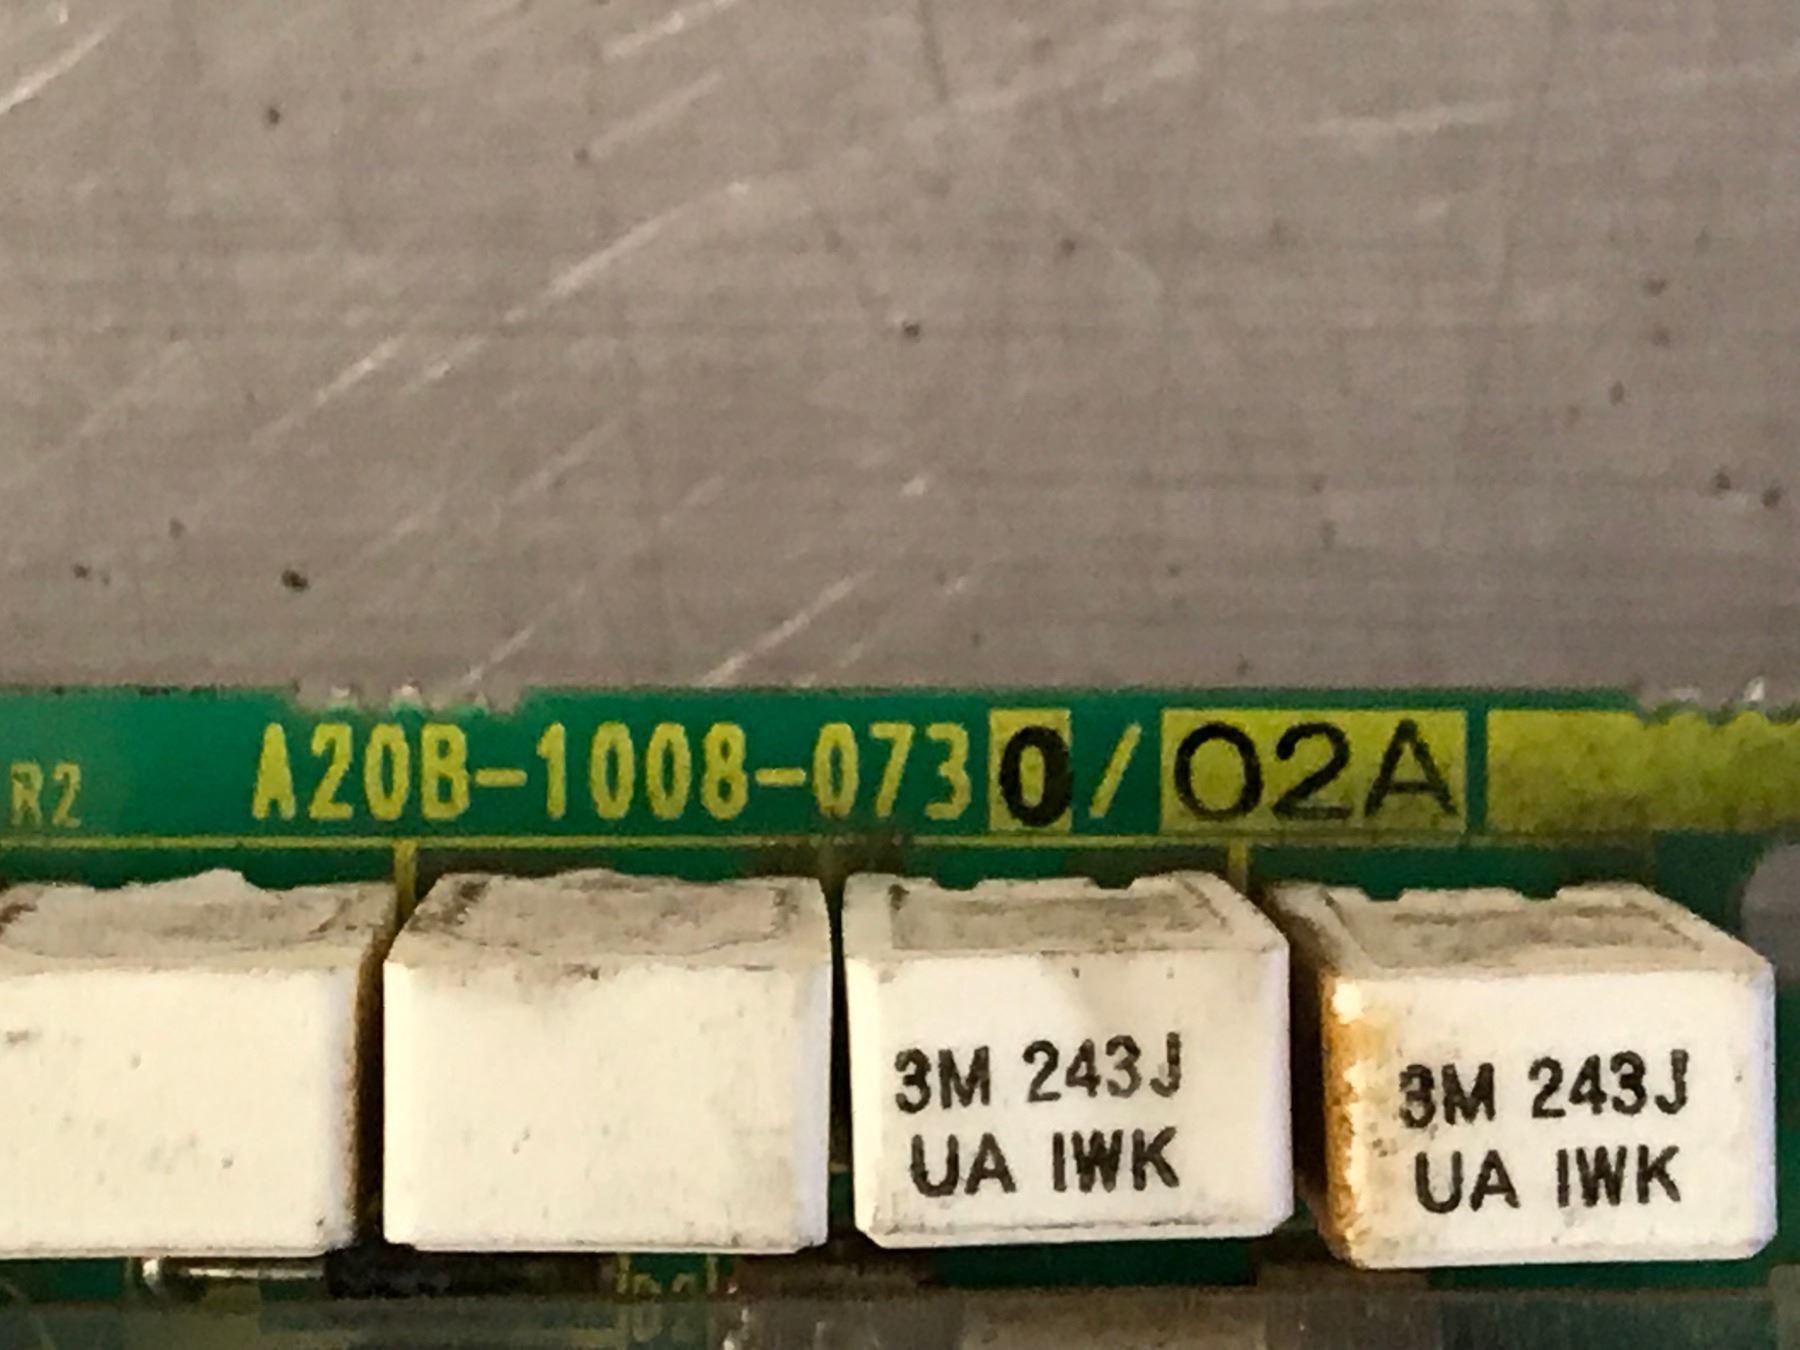 R2
A20B-1008-0730/02A
3M 243J
UA IWK
3M 243J
UA IWK